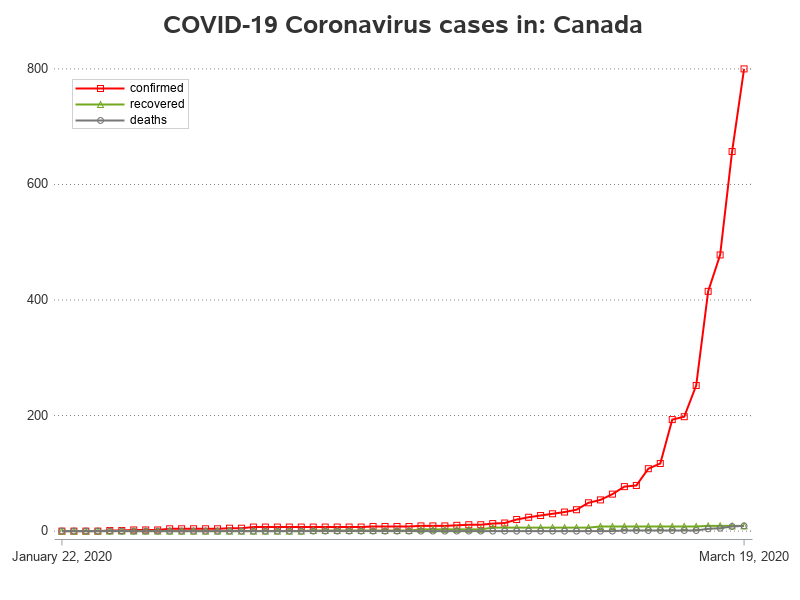 COVID-19 Coronavirus cases in: Canada
800
confirmed
recovered
deaths
600
400
200
0
January 22, 2020
March 19, 2020